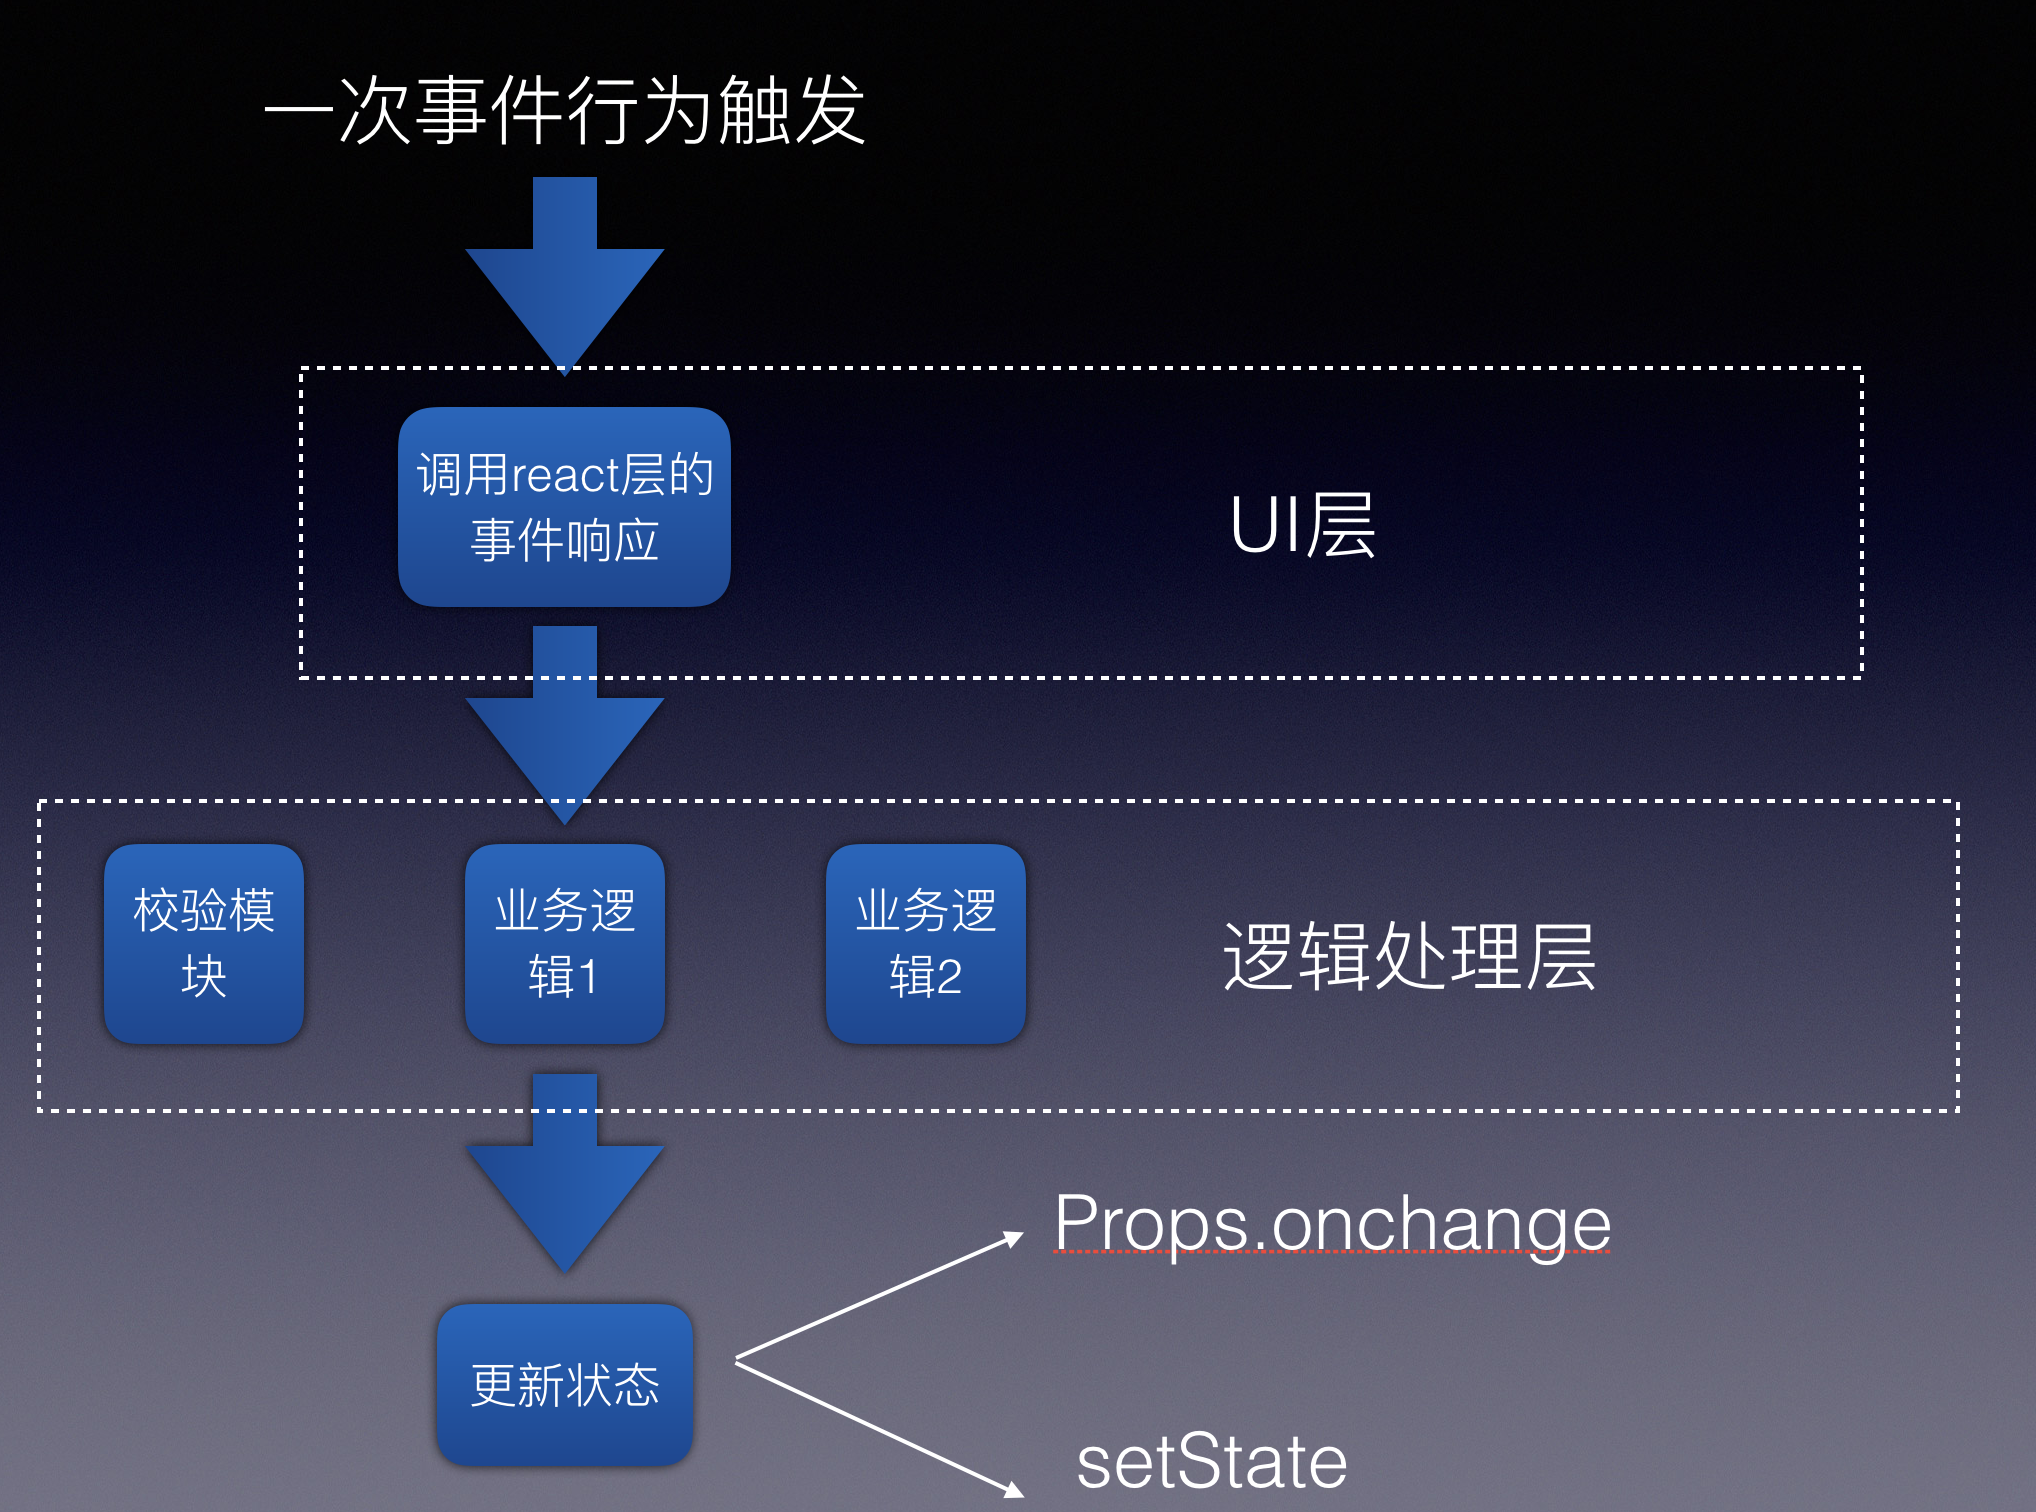 一次事件行为触发
调用react层的
事件响应
UI层
校验模
块
业务逻
辑1
业务逻
辑2
逻辑处理层
Props.onchange
更新状态
setState